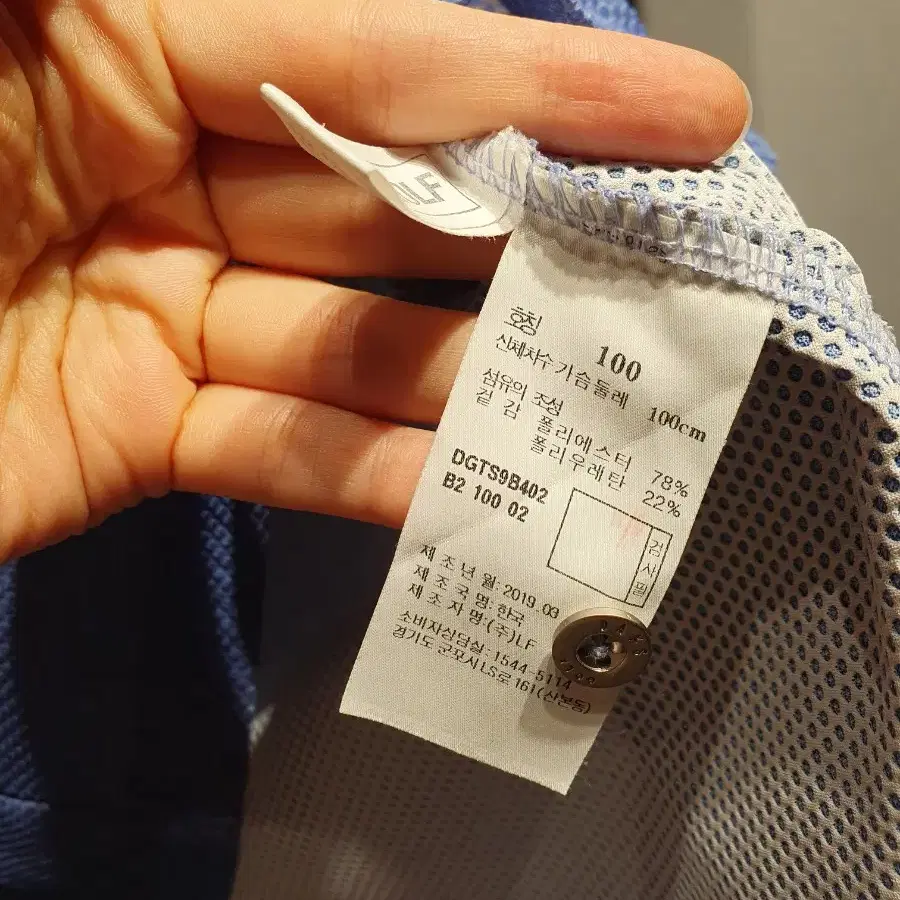 LF
호칭 100
신체치수 가슴둘레 100cm
섬유의 조성
겉감 폴리에스터 78%
폴리우레탄 22%
DGTS9B402
B2 100 02
검사필
제조년월:2019.03
제조국명:한국
제조자명:(주)LF
소비자상담실:1544-5114
경기도 군포시 LS로 161(산본동)
DAKS